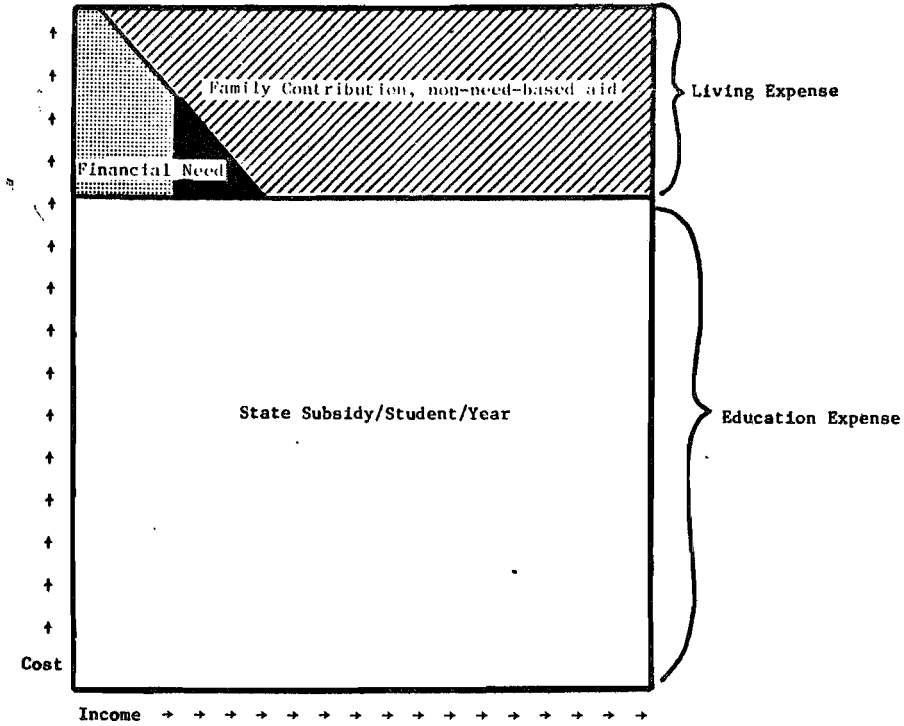 Family Contribution, non-need-based aid
Living Expense
Financial Need
State Subsidy/Student/Year
Education Expense
Cost
Income